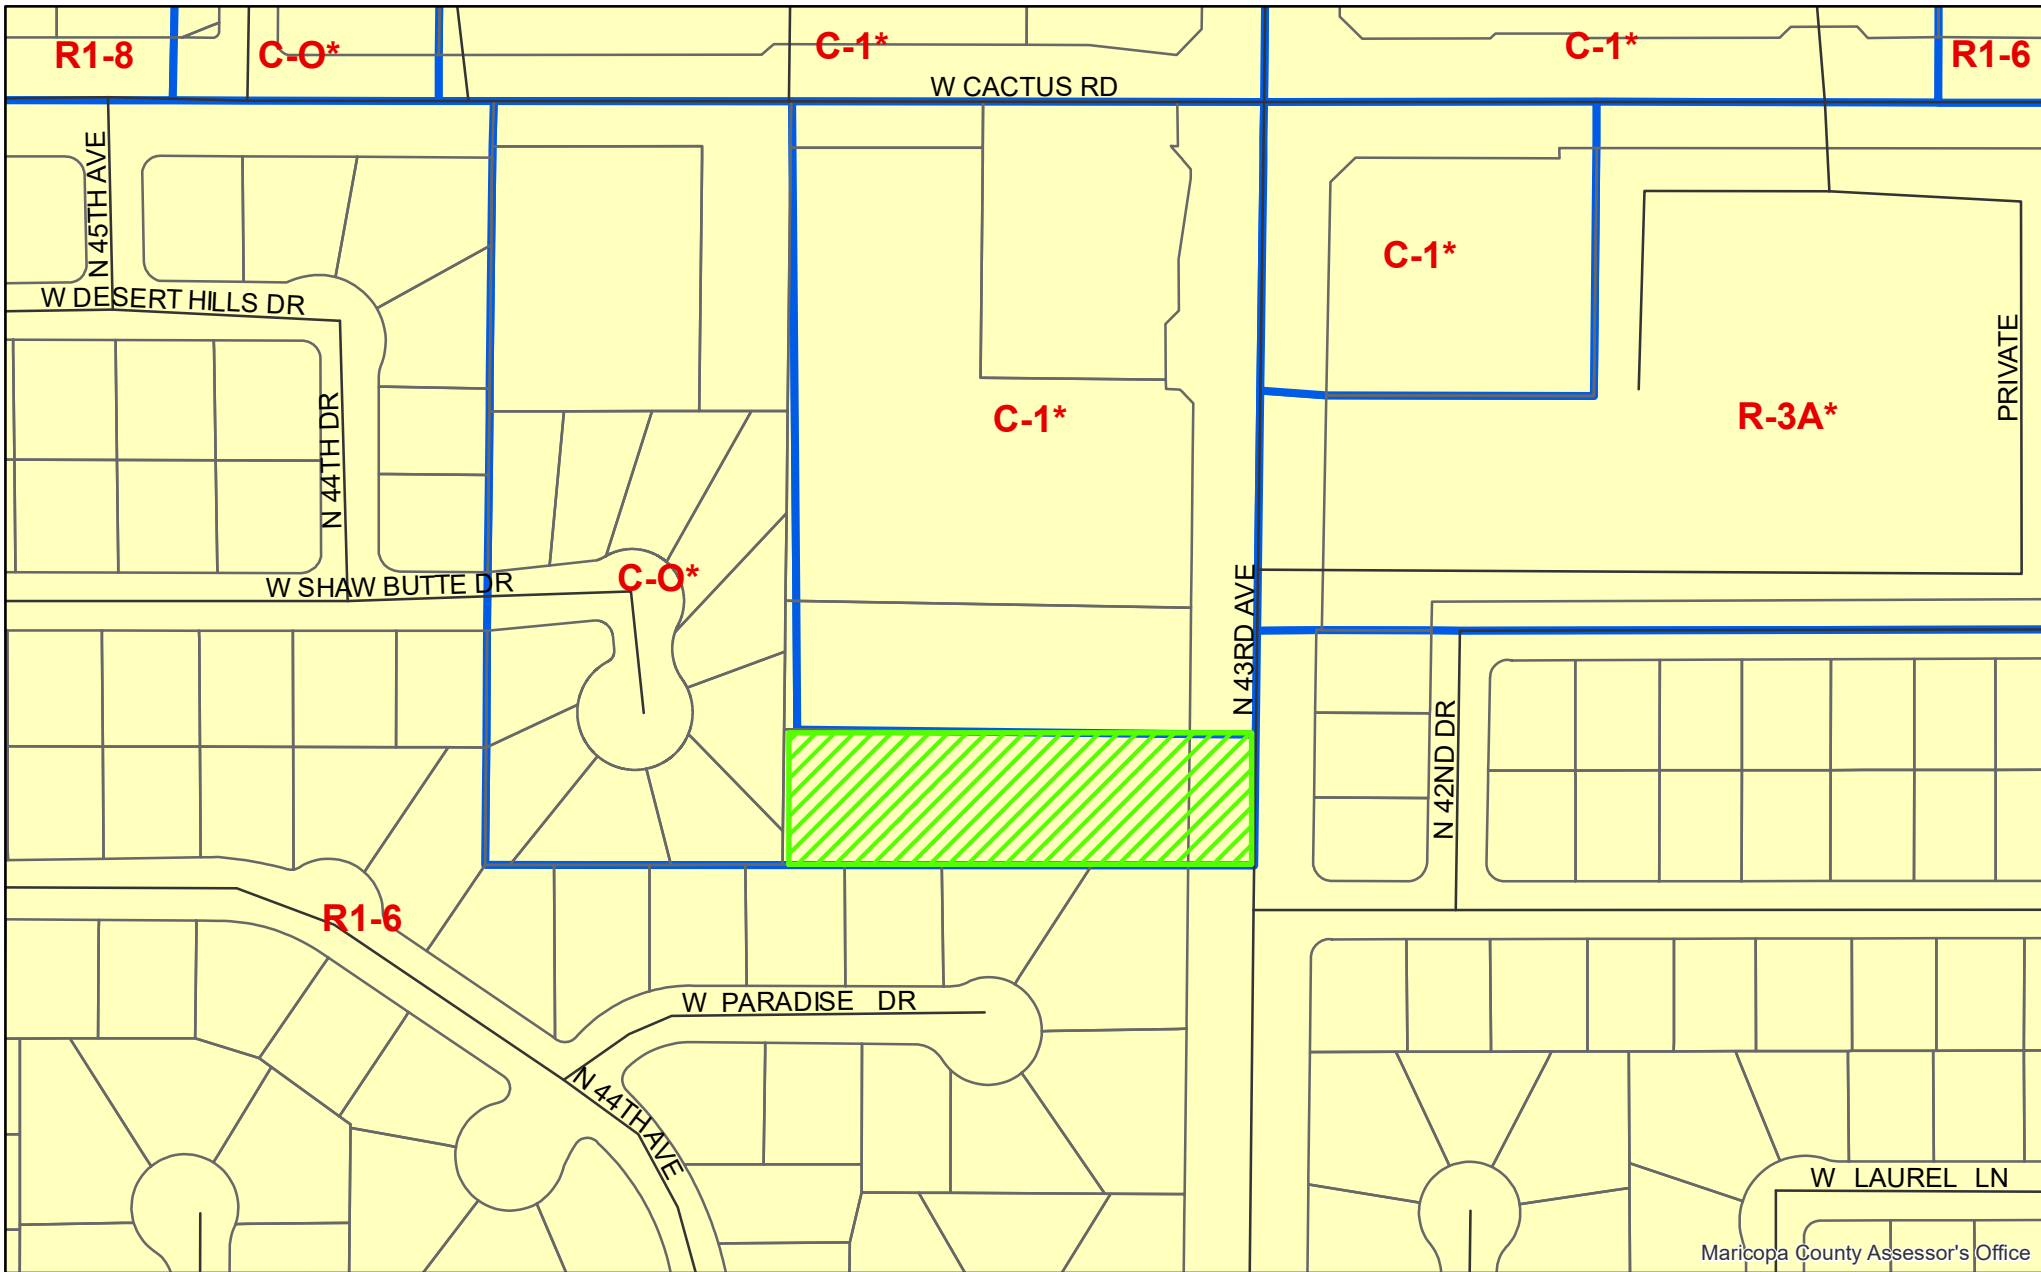 R1-8
C-O*
C-1*
C-1*
R1-6
W CACTUS RD
N 45TH AVE
C-1*
W DESERT HILLS DR
PRIVATE
N 44TH DR
C-1*
R-3A*
W SHAW BUTTE DR
C-O*
N 43RD AVE
N 42ND DR
R1-6
W PARADISE DR
N 44TH AVE
W LAUREL LN
Maricopa County Assessor's Office